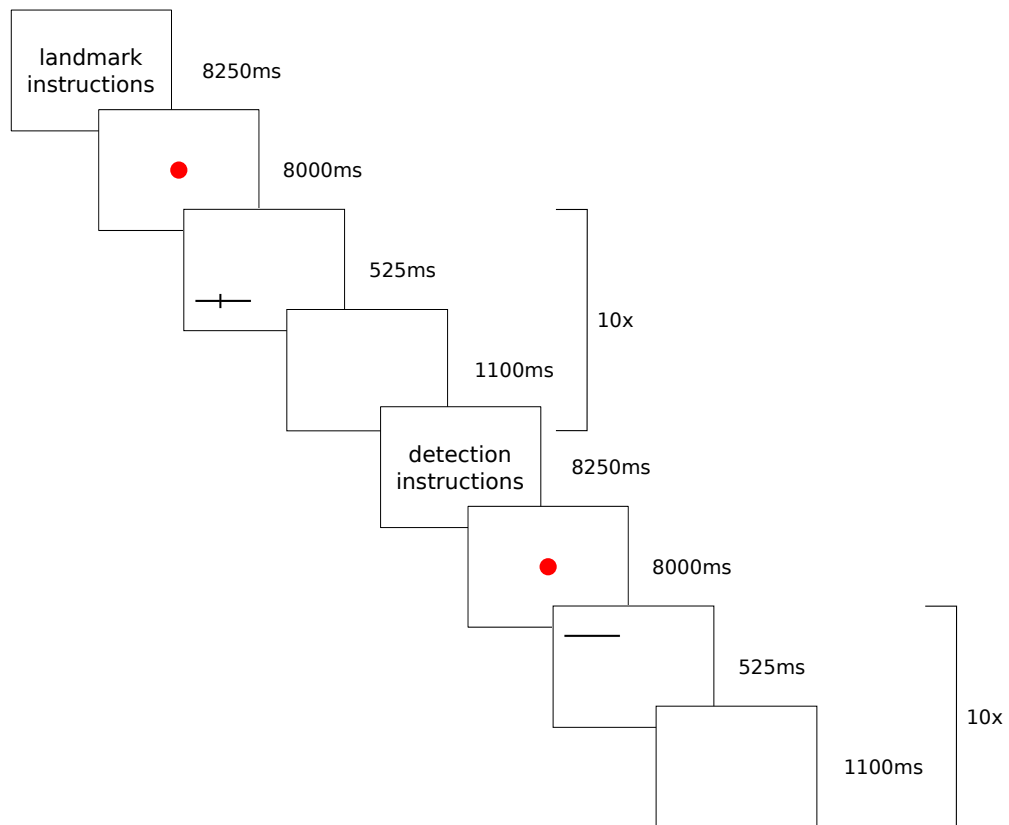 landmark
instructions
8250ms
8000ms
525ms
10x
1100ms
detection
instructions
8250ms
8000ms
525ms
10x
1100ms